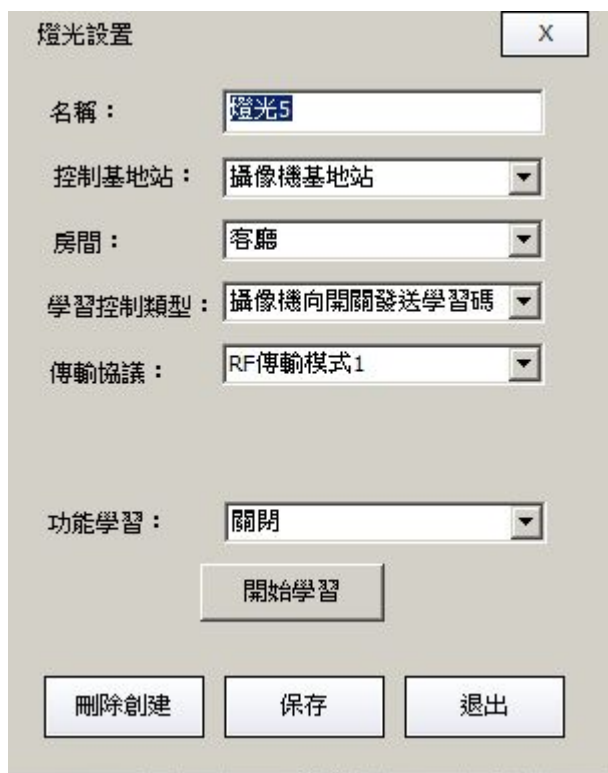 燈光設置 X
名稱： 燈光5
控制基地站： 攝像機基地站
房間： 客廳
學習控制類型： 攝像機向開關發送學習碼
傳輸協議： RF傳輸模式1
功能學習： 關閉
開始學習
刪除創建 保存 退出